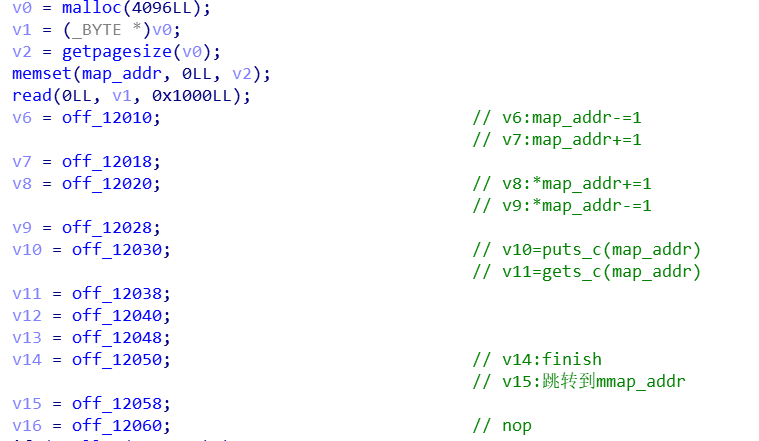 v0 = malloc(4096LL);
v1 = (_BYTE *)v0;
v2 = getpagesize(v0);
memset(map_addr, 0LL, v2);
read(0LL, v1, 0x1000LL);
v6 = off_12010; // v6:map_addr-=1
// v7:map_addr+=1
v7 = off_12018;
v8 = off_12020; // v8:*map_addr+=1
// v9:*map_addr-=1
v9 = off_12028;
v10 = off_12030; // v10=puts_c(map_addr)
// v11=gets_c(map_addr)
v11 = off_12038;
v12 = off_12040;
v13 = off_12048;
v14 = off_12050; // v14:finish
// v15:跳转到mmap_addr
v15 = off_12058;
v16 = off_12060; // nop